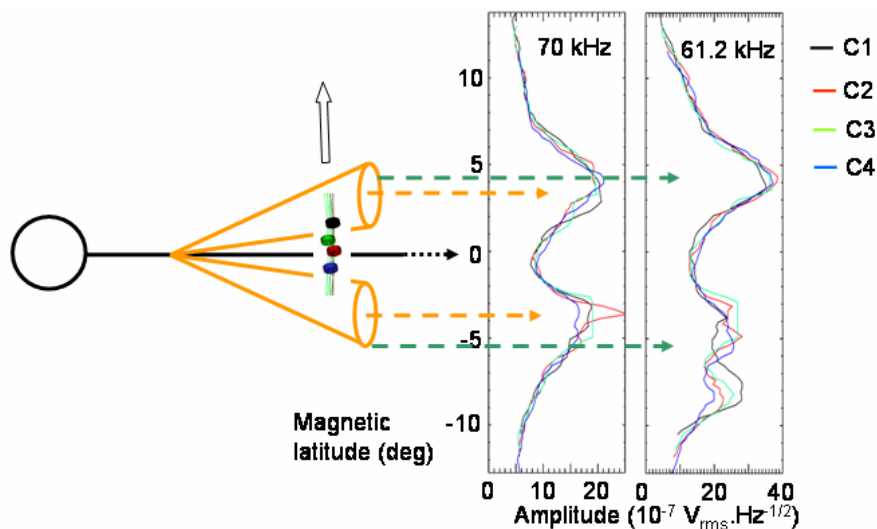 70 kHz
61.2 kHz
C1
C2
C3
C4
10
5
0
-5
-10
Magnetic
latitude (deg)
0 10 20 0 20 40
Amplitude (10⁻⁷ Vrms.Hz⁻¹/²)